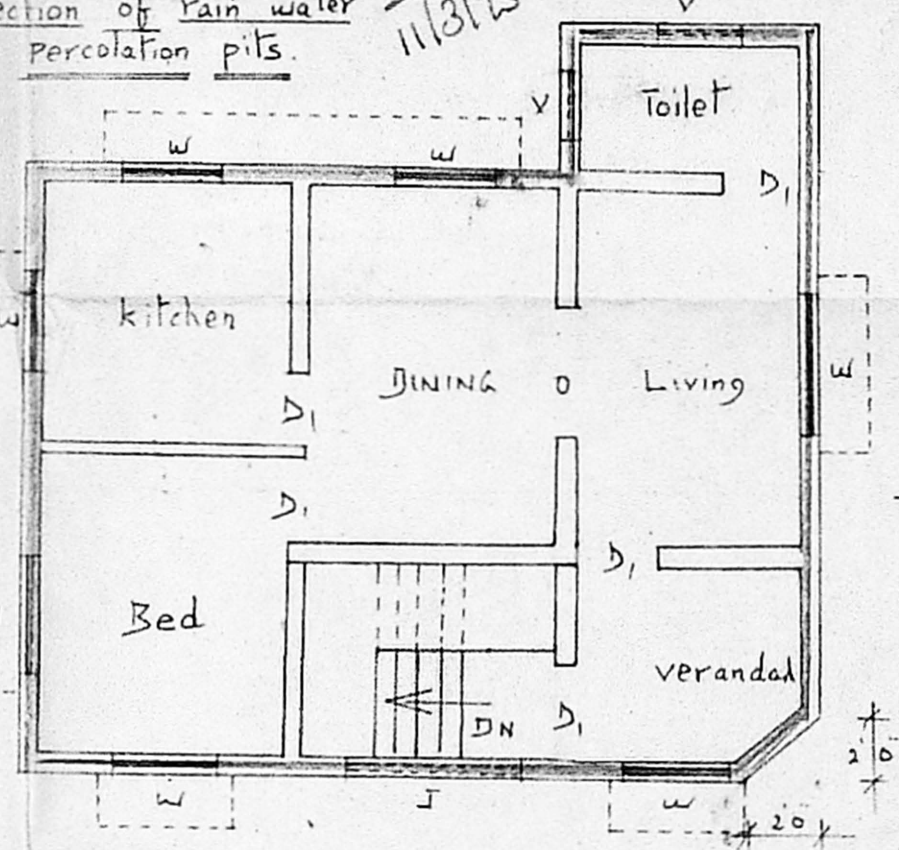 ection of rain water
percolation pits.
11/3/
V
V
Toilet
W
W
D1
W
kitchen
DINING
O
Living
W
D1
D1
D1
Bed
verandah
DN
D1
2'0
W
J
W
2'0